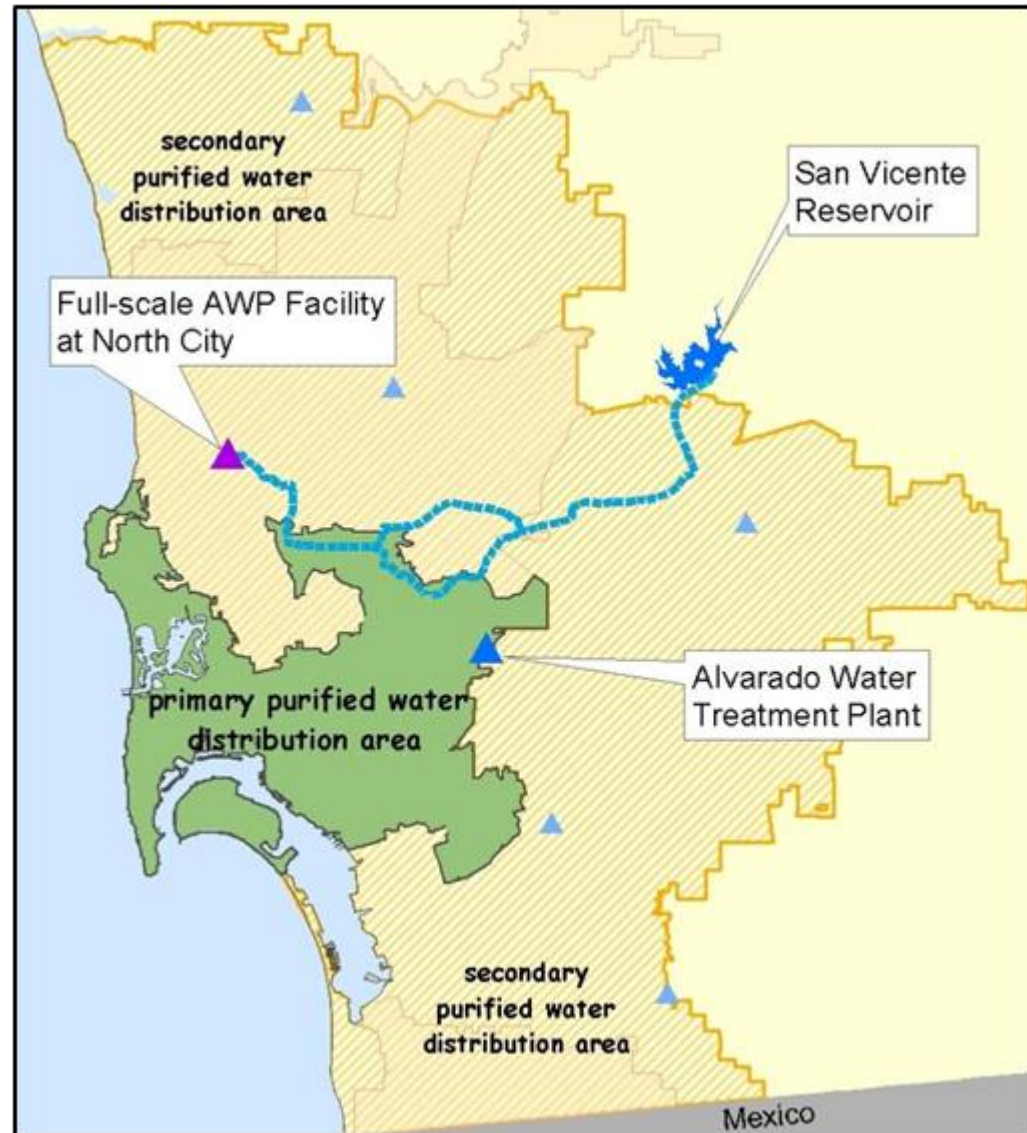 secondary
purified water
distribution area
San Vicente
Reservoir
Full-scale AWP Facility
at North City
Alvarado Water
Treatment Plant
primary purified water
distribution area
secondary
purified water
distribution area
Mexico